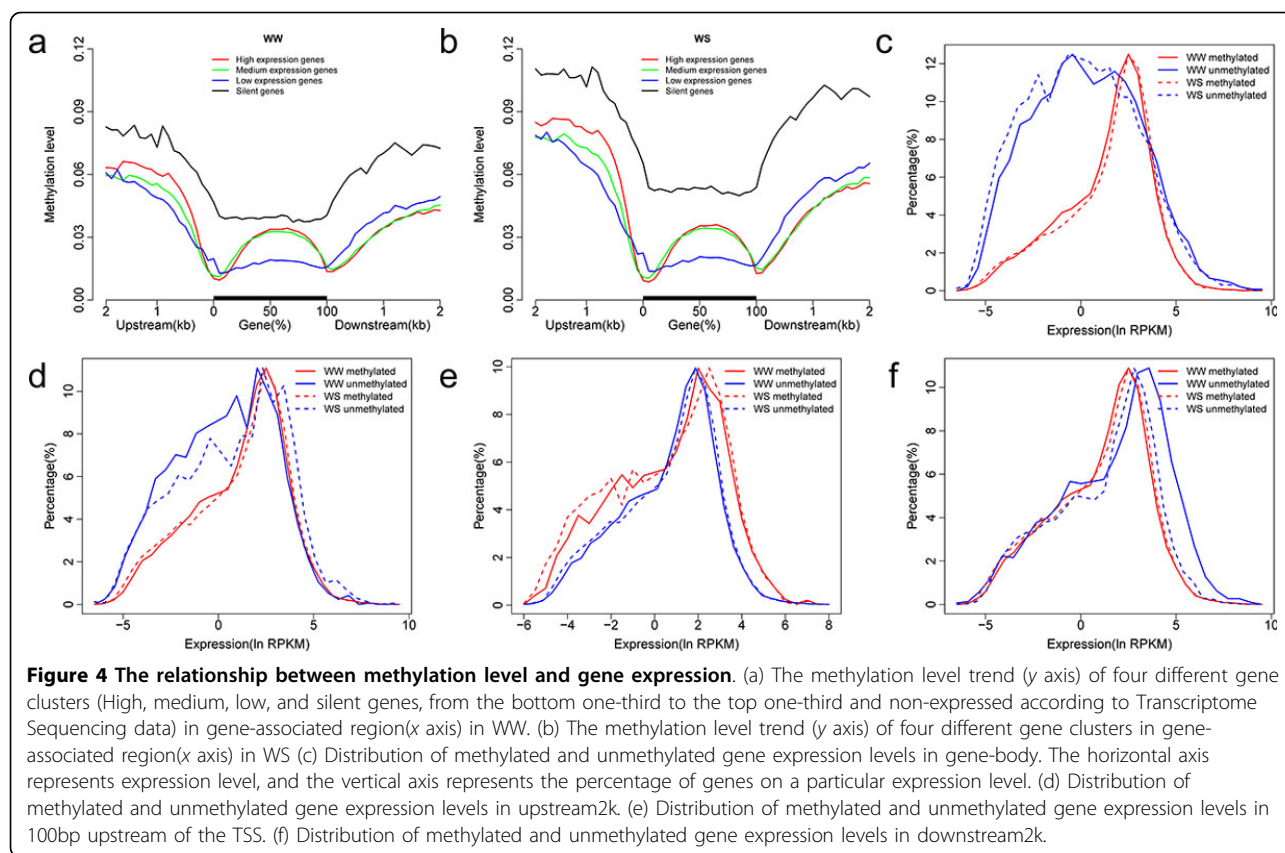 a
WW
High expression genes
Medium expression genes
Low expression genes
Silent genes
Methylation level
0.00 0.03 0.06 0.09 0.12
2 1 0 50 100 1 2
Upstream(kb) Gene(%) Downstream(kb)
b
WS
High expression genes
Medium expression genes
Low expression genes
Silent genes
Methylation level
0.00 0.03 0.06 0.09 0.12
2 1 0 50 100 1 2
Upstream(kb) Gene(%) Downstream(kb)
c
WW methylated
WW unmethylated
WS methylated
WS unmethylated
Percentage(%)
0 2 4 6 8 10 12
−5 0 5 10
Expression(ln RPKM)
d
WW methylated
WW unmethylated
WS methylated
WS unmethylated
Percentage(%)
0 2 4 6 8 10
−5 0 5 10
Expression(ln RPKM)
e
WW methylated
WW unmethylated
WS methylated
WS unmethylated
Percentage(%)
0 2 4 6 8 10
−6 −4 −2 0 2 4 6 8
Expression(ln RPKM)
f
WW methylated
WW unmethylated
WS methylated
WS unmethylated
Percentage(%)
0 2 4 6 8 10
−5 0 5 10
Expression(ln RPKM)
Figure 4 The relationship between methylation level and gene expression. (a) The methylation level trend (y axis) of four different gene
clusters (High, medium, low, and silent genes, from the bottom one-third to the top one-third and non-expressed according to Transcriptome
Sequencing data) in gene-associated region(x axis) in WW. (b) The methylation level trend (y axis) of four different gene clusters in gene-
associated region(x axis) in WS (c) Distribution of methylated and unmethylated gene expression levels in gene-body. The horizontal axis
represents expression level, and the vertical axis represents the percentage of genes on a particular expression level. (d) Distribution of
methylated and unmethylated gene expression levels in upstream2k. (e) Distribution of methylated and unmethylated gene expression levels in
100bp upstream of the TSS. (f) Distribution of methylated and unmethylated gene expression levels in downstream2k.